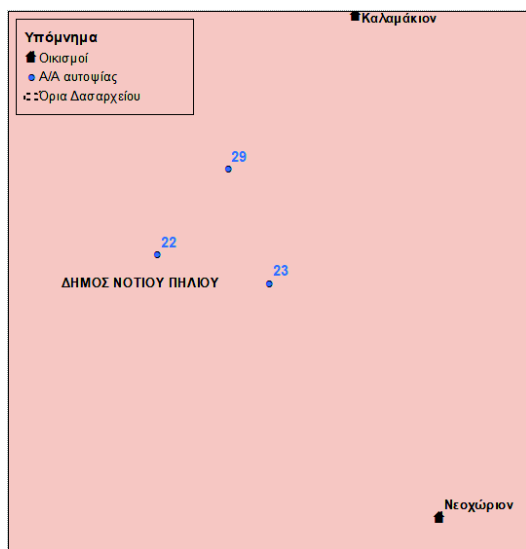 Καλαμάκιον
Υπόμνημα
Οικισμοί
Α/Α αυτοψίας
Όρια Δασαρχείου
29
22
23
ΔΗΜΟΣ ΝΟΤΙΟΥ ΠΗΛΙΟΥ
Νεοχώριον